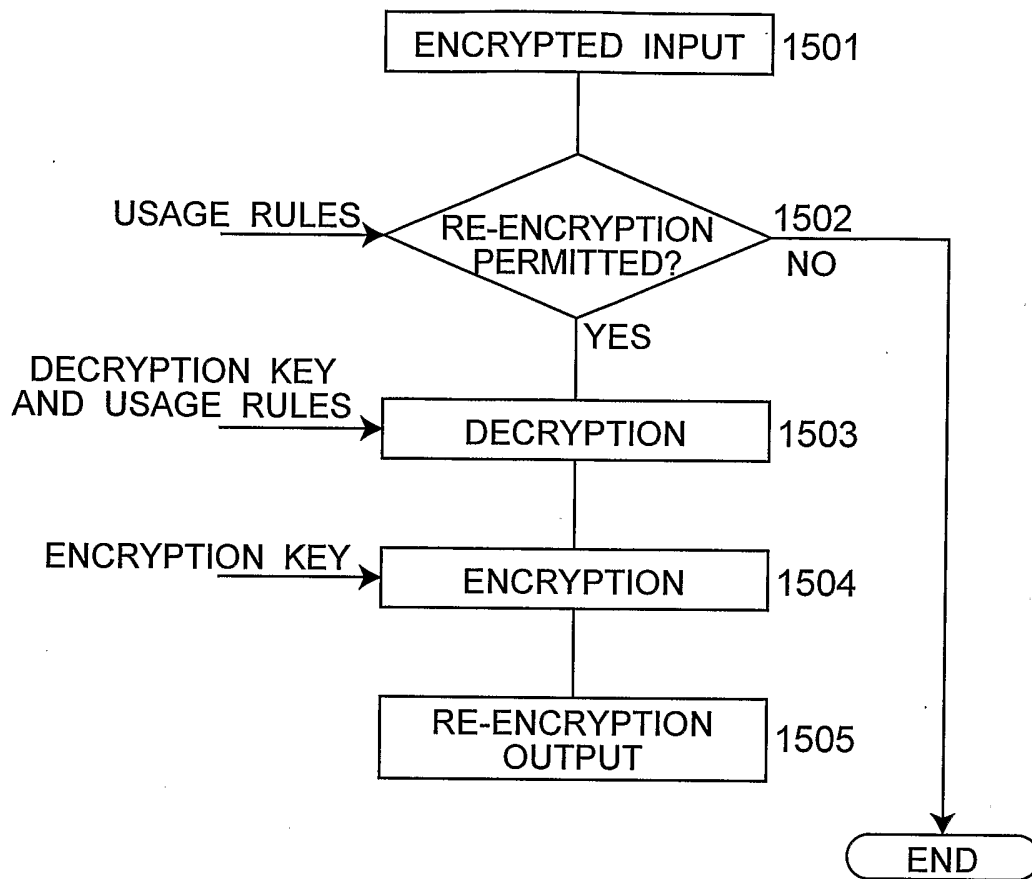 ENCRYPTED INPUT
1501
USAGE RULES
RE-ENCRYPTION
PERMITTED?
1502
NO
YES
DECRYPTION KEY
AND USAGE RULES
DECRYPTION
1503
ENCRYPTION KEY
ENCRYPTION
1504
RE-ENCRYPTION
OUTPUT
1505
END